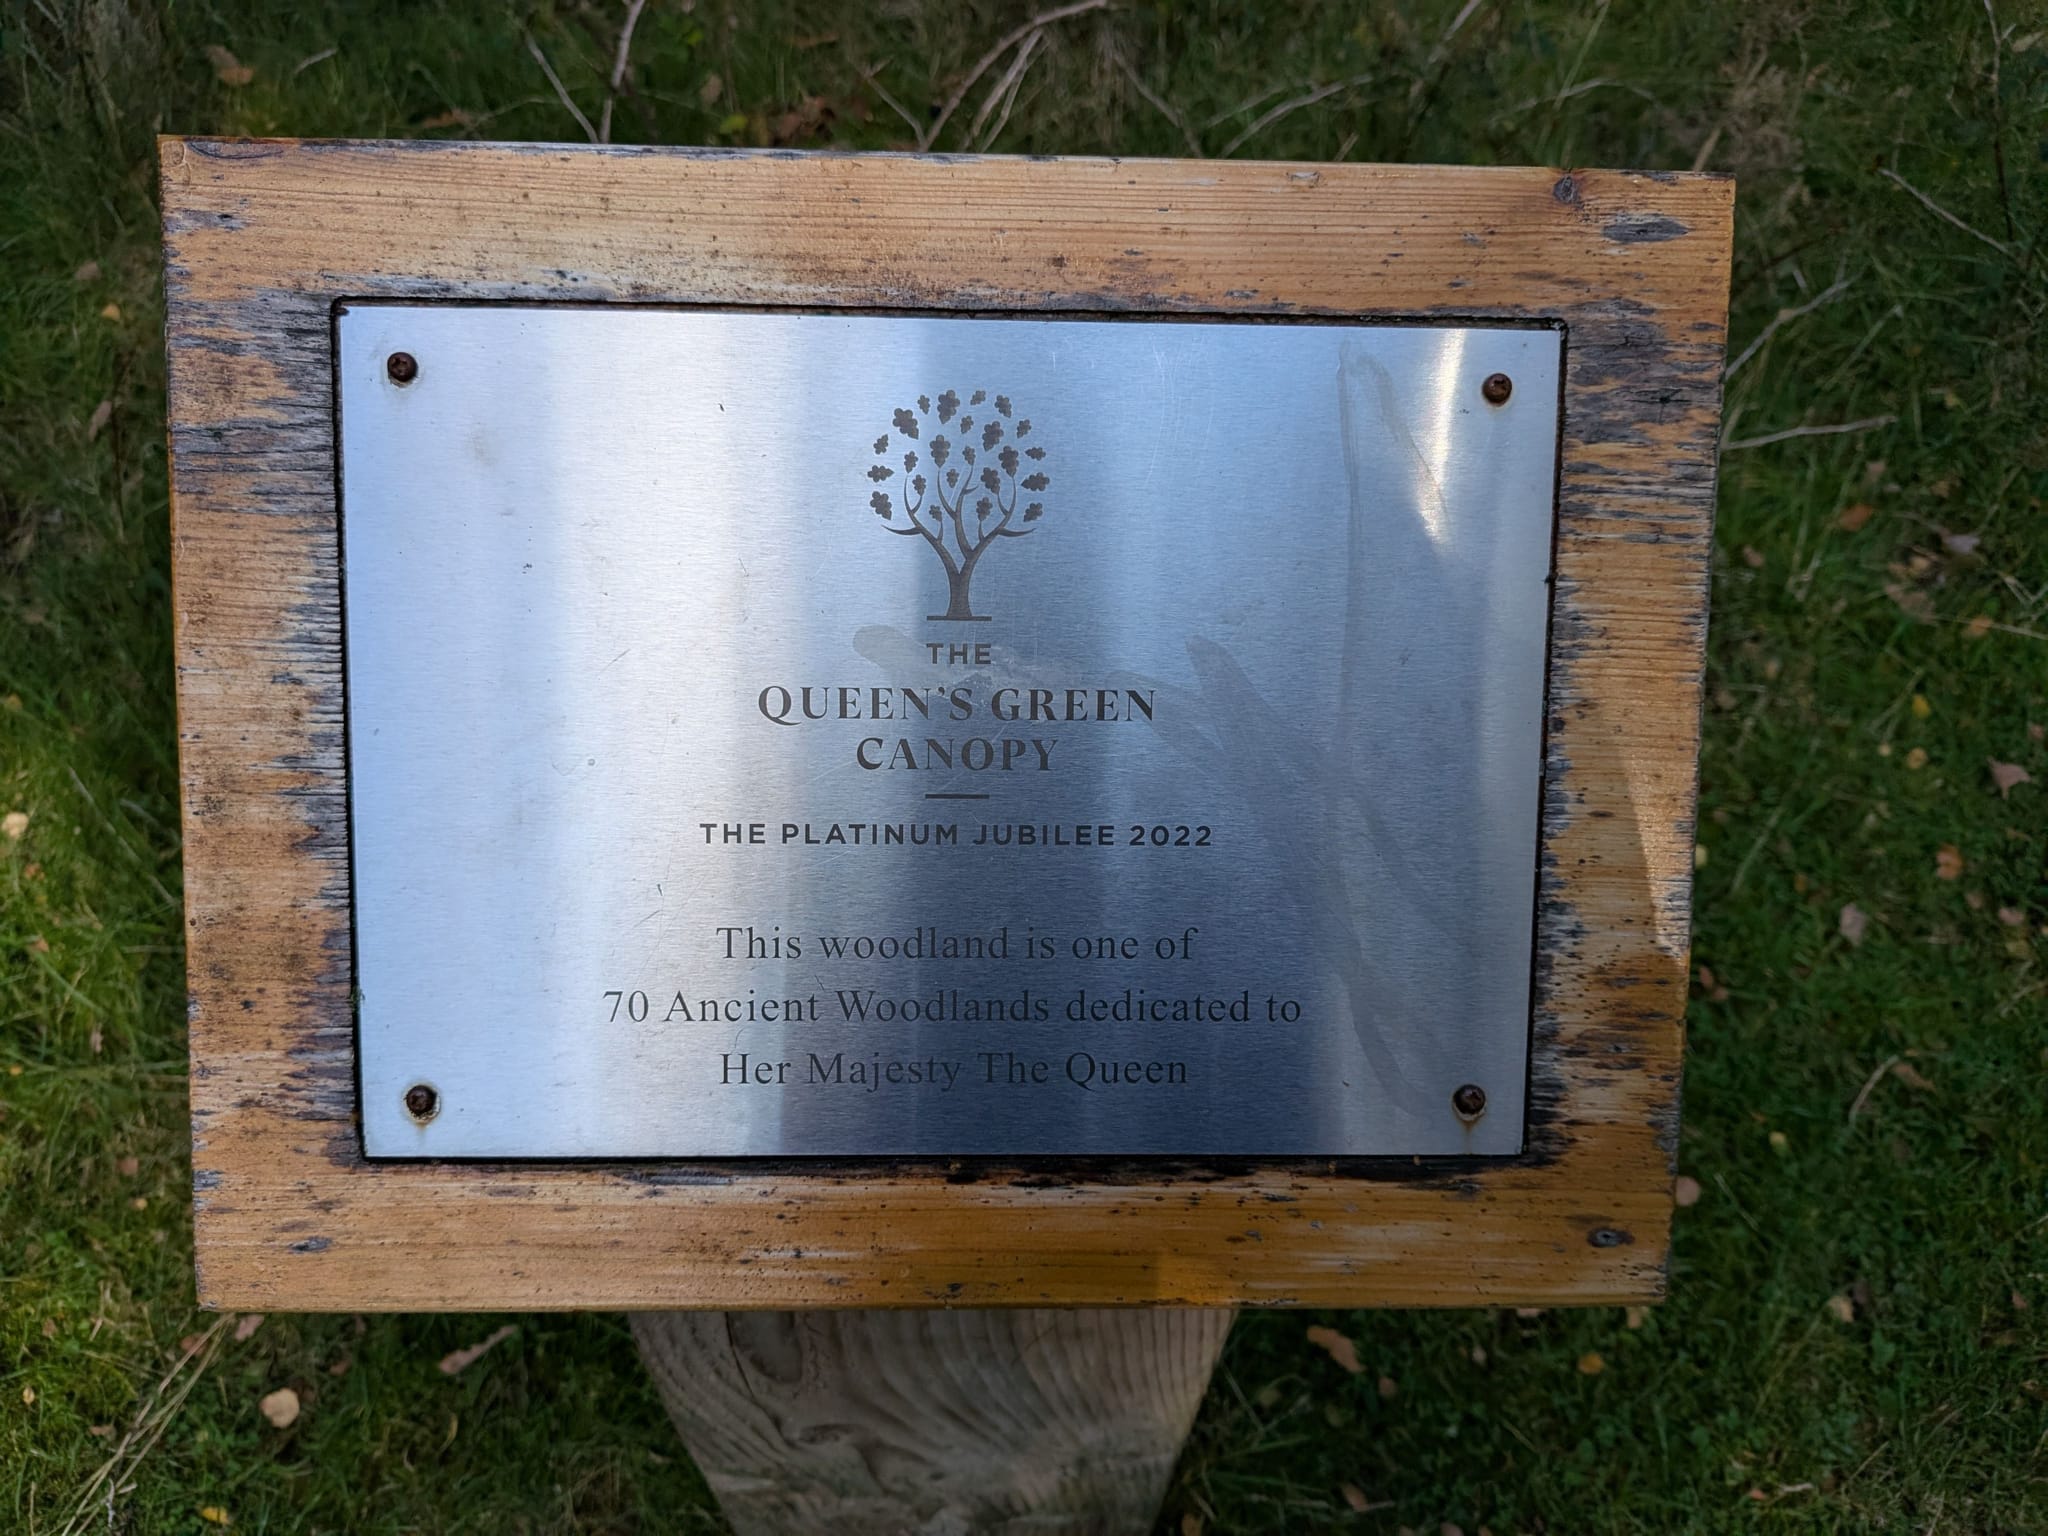 THE
QUEEN'S GREEN
CANOPY
THE PLATINUM JUBILEE 2022
This woodland is one of
70 Ancient Woodlands dedicated to
Her Majesty The Queen